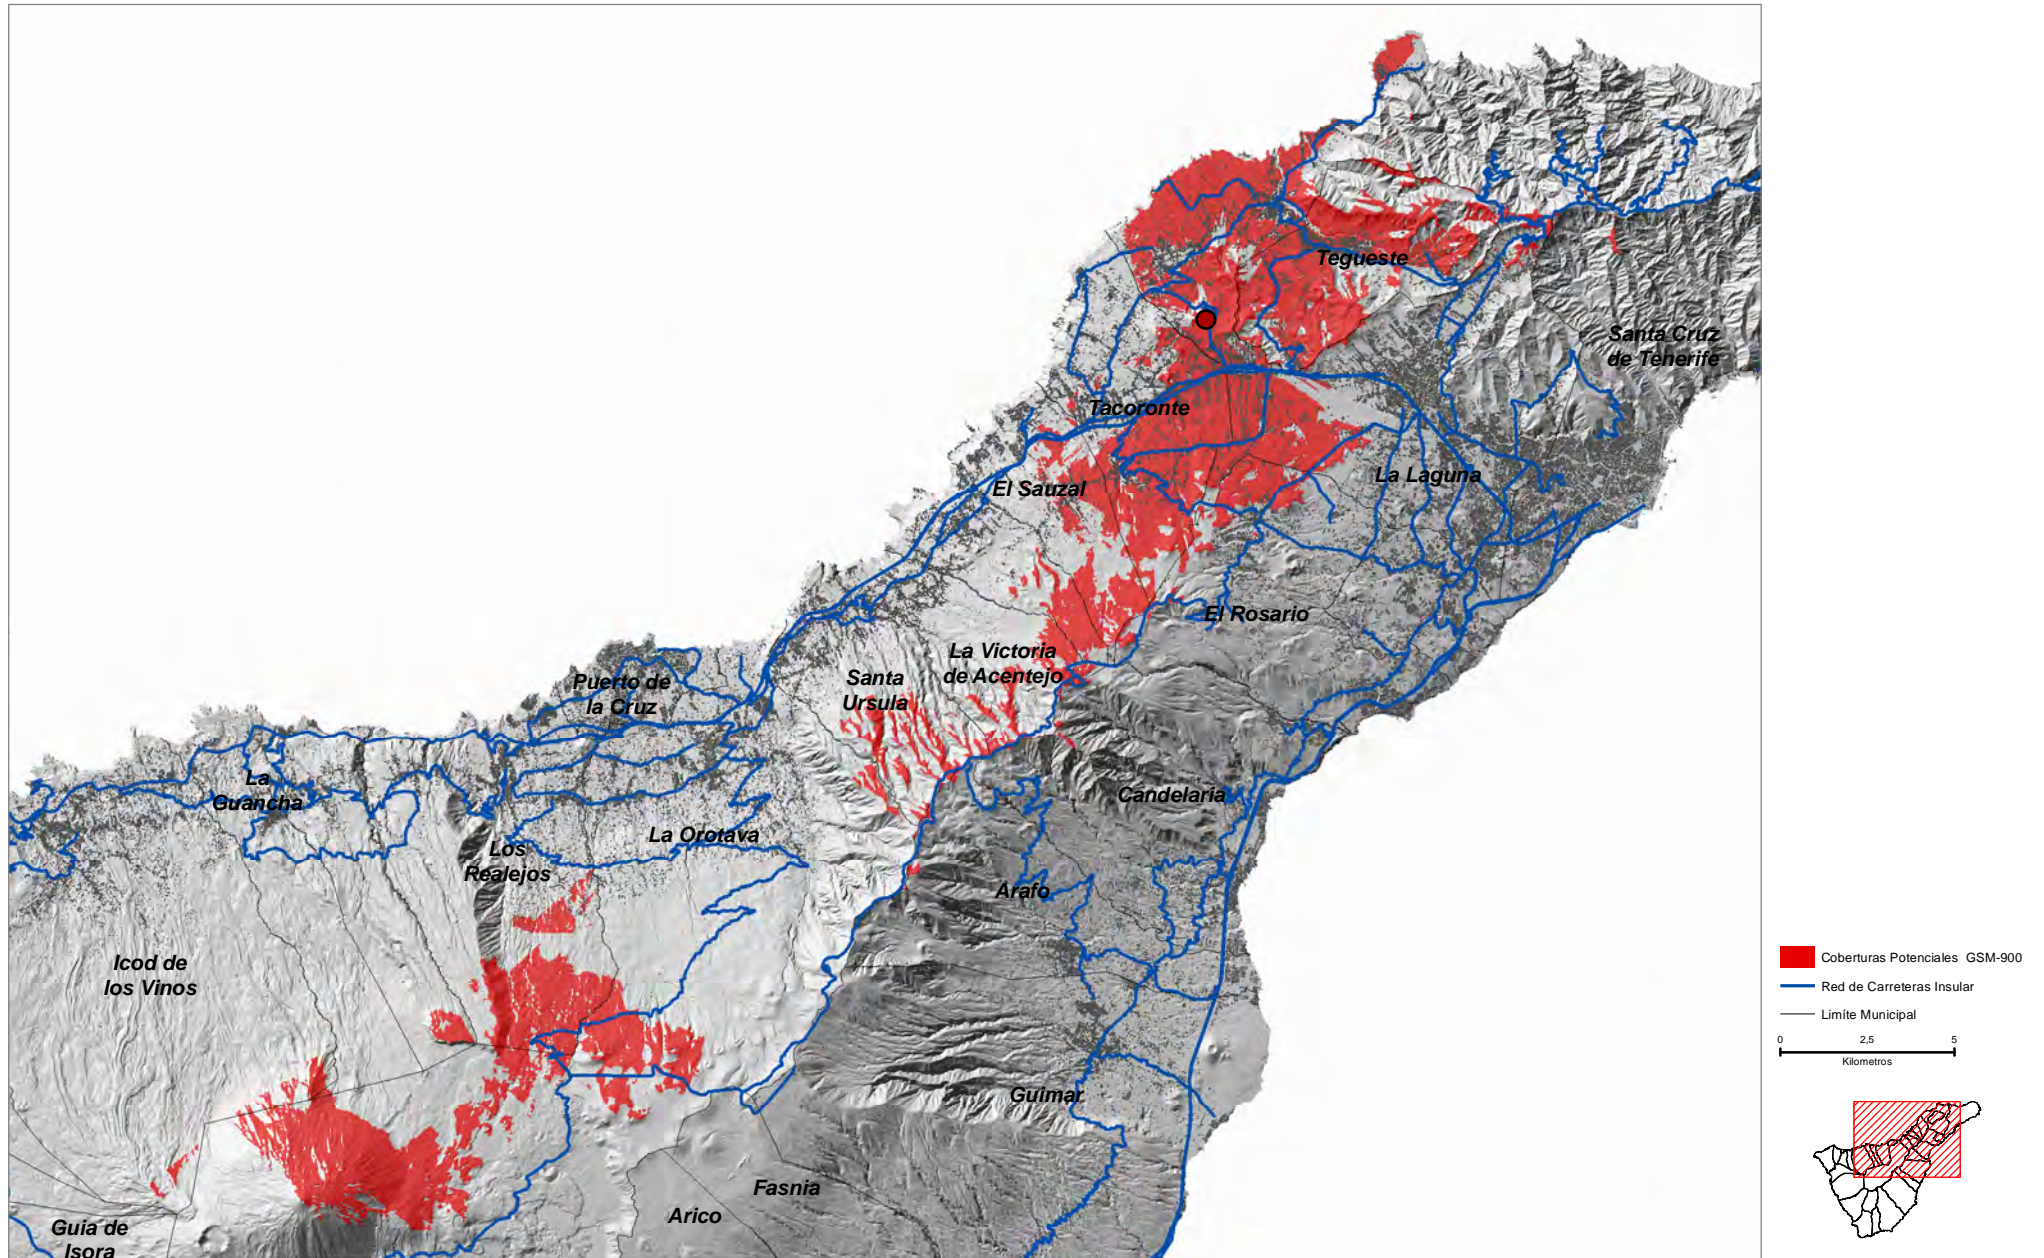 Tegueste
Santa Cruz
de Tenerife
Tacoronte
La Laguna
El Sauzal
El Rosario
La Victoria
de Acentejo
Santa
Ursula
Puerto de
la Cruz
La
Guancha
Candelaria
La Orotava
Los
Realejos
Arafo
Icod de
los Vinos
Guimar
Fasnia
Arico
Guia de
Isora
Coberturas Potenciales GSM-900
Red de Carreteras Insular
Limíte Municipal
0 2,5 5
Kilometros